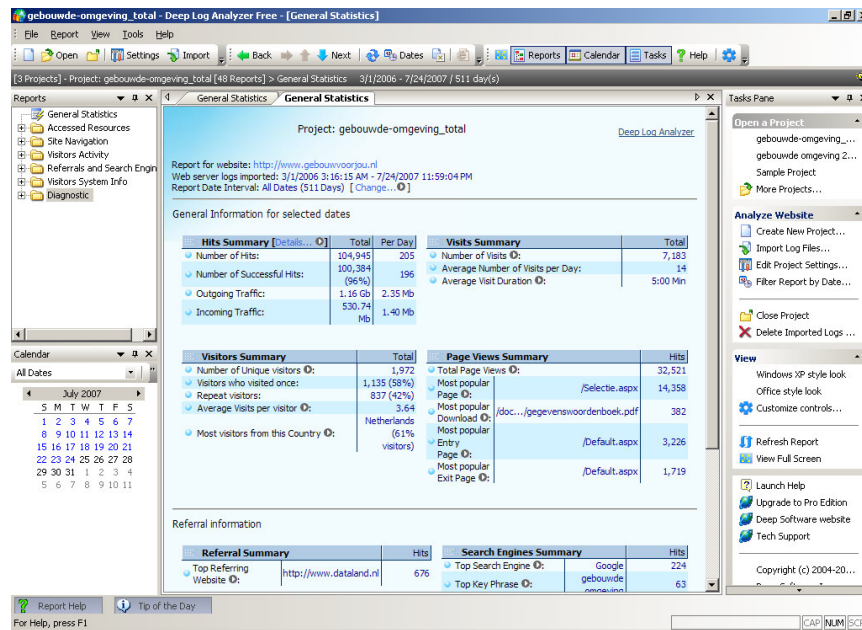 gebouwde-omgeving_total - Deep Log Analyzer Free - [General Statistics]
File Report View Tools Help
Open Settings Import Back Next Dates Reports Calendar Tasks Help
[3 Projects] - Project: gebouwde-omgeving_total [48 Reports] > General Statistics 3/1/2006 - 7/24/2007 / 511 day(s)
Reports
General Statistics
Accessed Resources
Site Navigation
Visitors Activity
Referrals and Search Engin
Visitors System Info
Diagnostic
Calendar
All Dates
July 2007
S M T W T F S
1 2 3 4 5 6 7
8 9 10 11 12 13 14
15 16 17 18 19 20 21
22 23 24 25 26 27 28
29 30 31 1 2 3 4
5 6 7 8 9 10 11
General Statistics General Statistics
Project: gebouwde-omgeving_total
Deep Log Analyzer
Report for website: http://www.gebouwvoorjou.nl
Web server logs imported: 3/1/2006 3:16:15 AM - 7/24/2007 11:59:04 PM
Report Date Interval: All Dates (511 Days) [ Change... ]
General Information for selected dates
Hits Summary [Details... ] Total Per Day
Number of Hits: 104,945 205
Number of Successful Hits: 100,384 (96%) 196
Outgoing Traffic: 1.16 Gb 2.35 Mb
Incoming Traffic: 530.74 Mb 1.40 Mb
Visits Summary Total
Number of Visits : 7,183
Average Number of Visits per Day: 14
Average Visit Duration : 5:00 Min
Visitors Summary Total
Number of Unique visitors : 1,972
Visitors who visited once: 1,135 (58%)
Repeat visitors: 837 (42%)
Average Visits per visitor : 3.64
Most visitors from this Country : Netherlands (61% visitors)
Page Views Summary Hits
Total Page Views : 32,521
Most popular Page : /Selectie.aspx 14,358
Most popular Download : /doc.../gegevenswoordenboek.pdf 382
Most popular Entry Page : /Default.aspx 3,226
Most popular Exit Page : /Default.aspx 1,719
Referral information
Referral Summary Hits
Top Referring Website : http://www.dataland.nl 676
Search Engines Summary Hits
Top Search Engine : Google 224
Top Key Phrase : gebouwde omgeving 63
Tasks Pane
Open a Project
gebouwde-omgeving_...
gebouwde omgeving 2...
Sample Project
More Projects...
Analyze Website
Create New Project...
Import Log Files...
Edit Project Settings...
Filter Report by Date...
Close Project
Delete Imported Logs ...
View
Windows XP style look
Office style look
Customize controls...
Refresh Report
View Full Screen
Launch Help
Upgrade to Pro Edition
Deep Software website
Tech Support
Copyright (c) 2004-20...
Report Help Tip of the Day
For Help, press F1
CAP NUM SCR